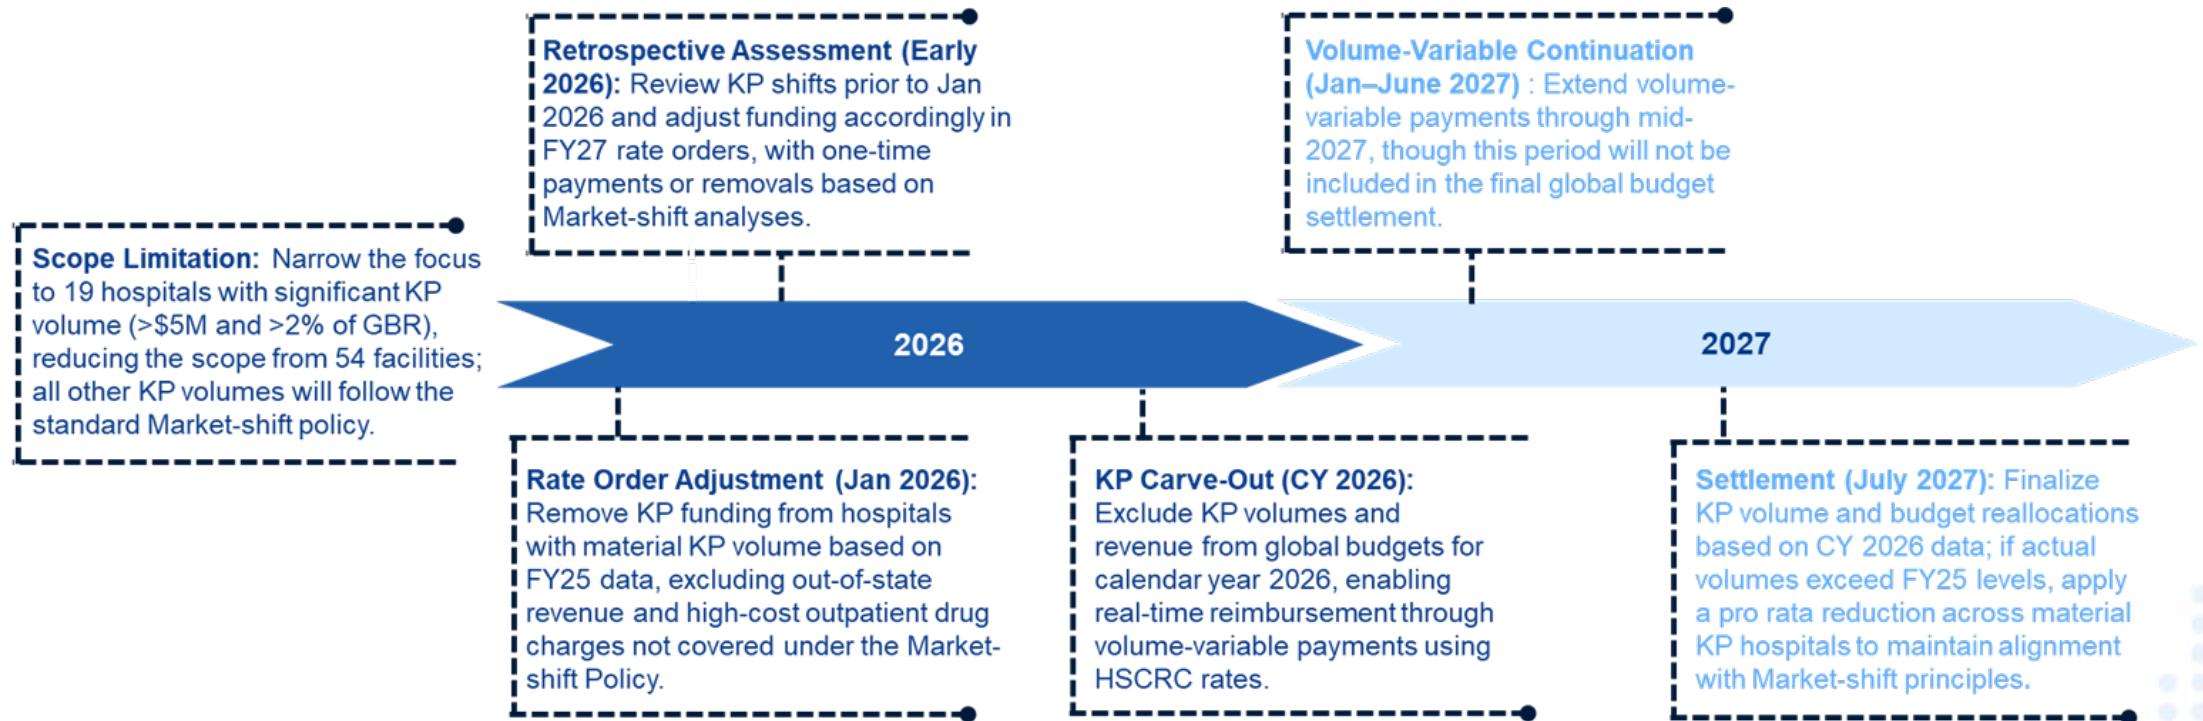 Scope Limitation: Narrow the focus
to 19 hospitals with significant KP
volume (>$5M and >2% of GBR),
reducing the scope from 54 facilities;
all other KP volumes will follow the
standard Market-shift policy.
Retrospective Assessment (Early
2026): Review KP shifts prior to Jan
2026 and adjust funding accordingly in
FY27 rate orders, with one-time
payments or removals based on
Market-shift analyses.
Volume-Variable Continuation
(Jan–June 2027) : Extend volume-
variable payments through mid-
2027, though this period will not be
included in the final global budget
settlement.
2026
2027
Rate Order Adjustment (Jan 2026):
Remove KP funding from hospitals
with material KP volume based on
FY25 data, excluding out-of-state
revenue and high-cost outpatient drug
charges not covered under the Market-
shift Policy.
KP Carve-Out (CY 2026):
Exclude KP volumes and
revenue from global budgets for
calendar year 2026, enabling
real-time reimbursement through
volume-variable payments using
HSCRC rates.
Settlement (July 2027): Finalize
KP volume and budget reallocations
based on CY 2026 data; if actual
volumes exceed FY25 levels, apply
a pro rata reduction across material
KP hospitals to maintain alignment
with Market-shift principles.